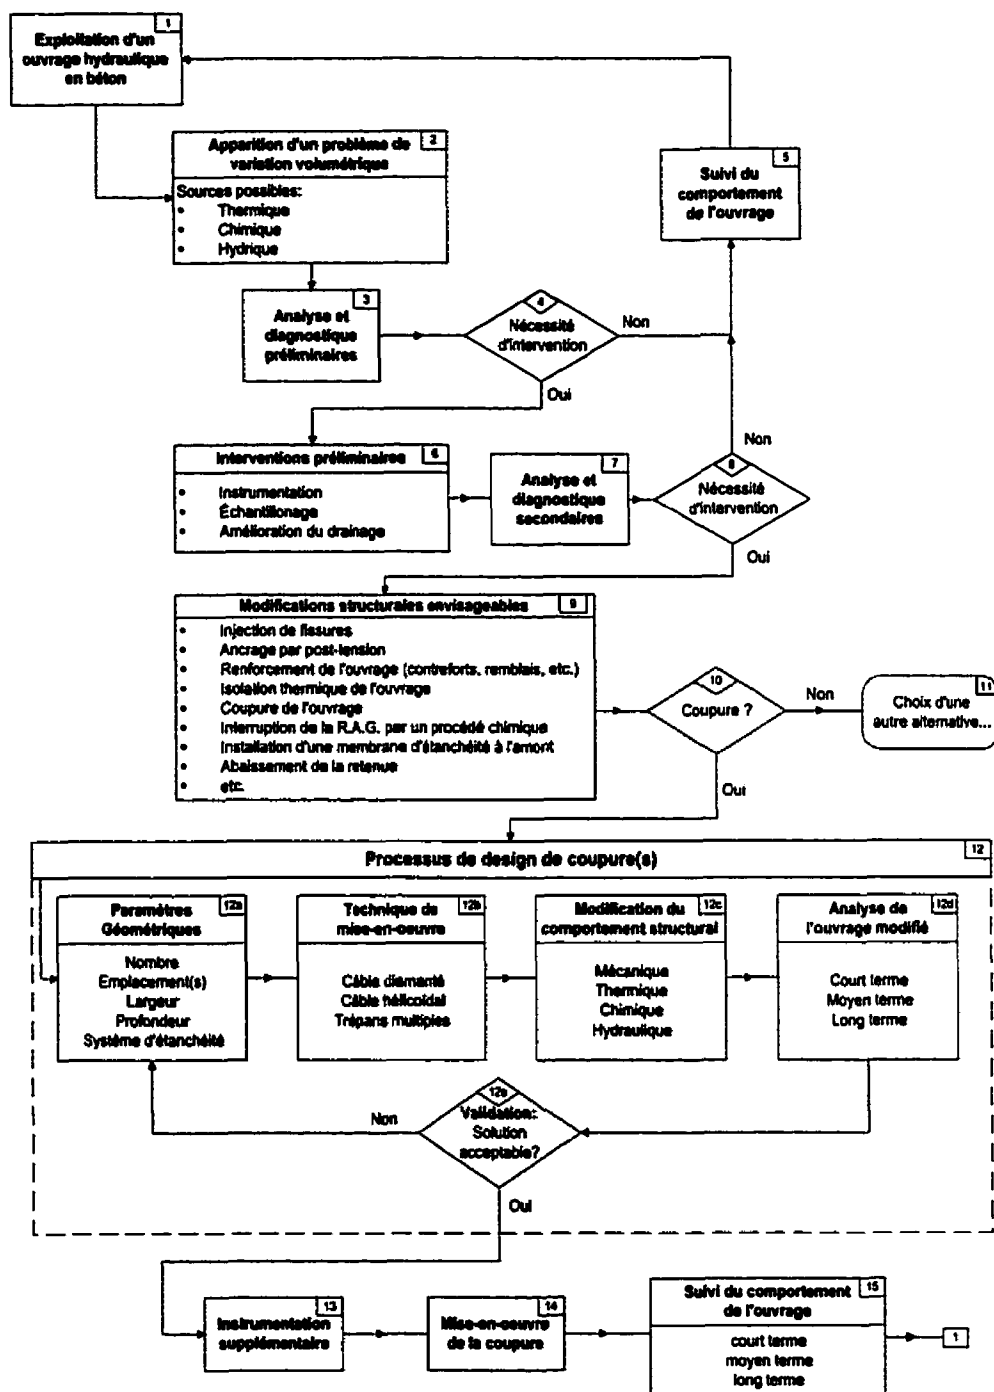 1
Exploitation d'un
ouvrage hydraulique
en béton
2
Apparition d'un problème de
variation volumétrique
Sources possibles:
• Thermique
• Chimique
• Hydrique
5
Suivi du
comportement
de l'ouvrage
3
Analyse et
diagnostique
préliminaires
4
Nécessité
d'intervention
Non
Oui
6
Interventions préliminaires
• Instrumentation
• Échantillonage
• Amélioration du drainage
7
Analyse et
diagnostique
secondaires
Non
8
Nécessité
d'intervention
Oui
Modifications structurales envisageables 9
• Injection de fissures
• Ancrage par post-tension
• Renforcement de l'ouvrage (contreforts, remblais, etc.)
• Isolation thermique de l'ouvrage
• Coupure de l'ouvrage
• Interruption de la R.A.G. par un procédé chimique
• Installation d'une membrane d'étanchéité à l'amont
• Abaissement de la retenue
• etc.
10
Coupure ?
Non
Oui
11
Choix d'une
autre alternative...
Processus de design de coupure(s) 12
12a
Paramètres
Géométriques
Nombre
Emplacement(s)
Largeur
Profondeur
Système d'étanchéité
12b
Technique de
mise-en-oeuvre
Câble diamanté
Câble hélicoïdal
Trépans multiples
12c
Modification du
comportement structural
Mécanique
Thermique
Chimique
Hydraulique
12d
Analyse de
l'ouvrage modifié
Court terme
Moyen terme
Long terme
12e
Validation:
Solution
acceptable?
Non
Oui
13
Instrumentation
supplémentaire
14
Mise-en-oeuvre
de la coupure
15
Suivi du comportement
de l'ouvrage
court terme
moyen terme
long terme
1